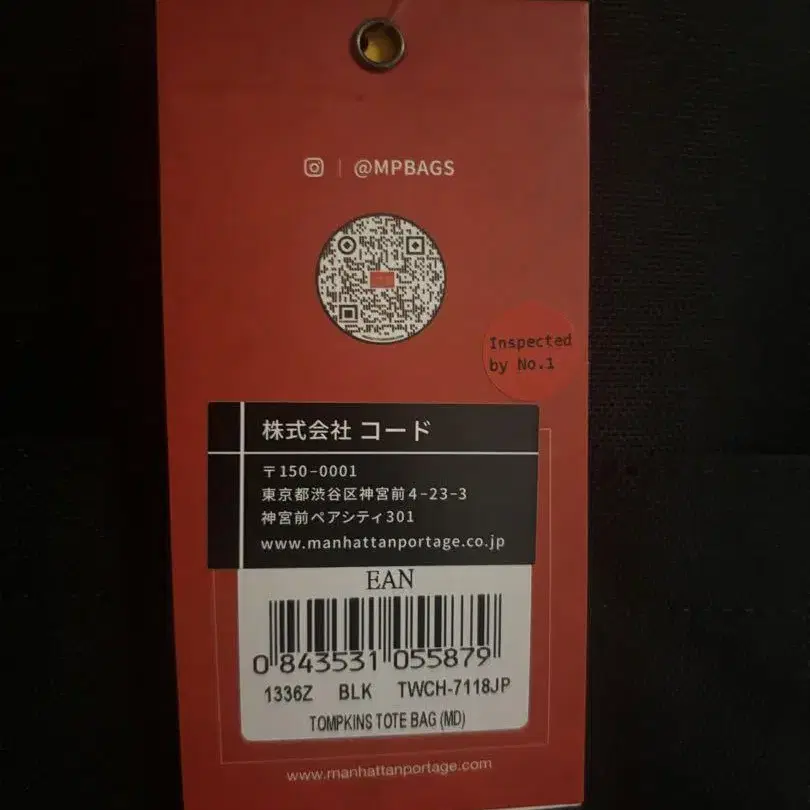 @MPBAGS
Inspected
by No.1
株式会社 コード
〒150-0001
東京都渋谷区神宮前4-23-3
神宮前ペアシティ301
www.manhattanportage.co.jp
EAN
0 843531 055879
1336Z BLK TWCH-7118JP
TOMPKINS TOTE BAG (MD)
www.manhattanportage.com